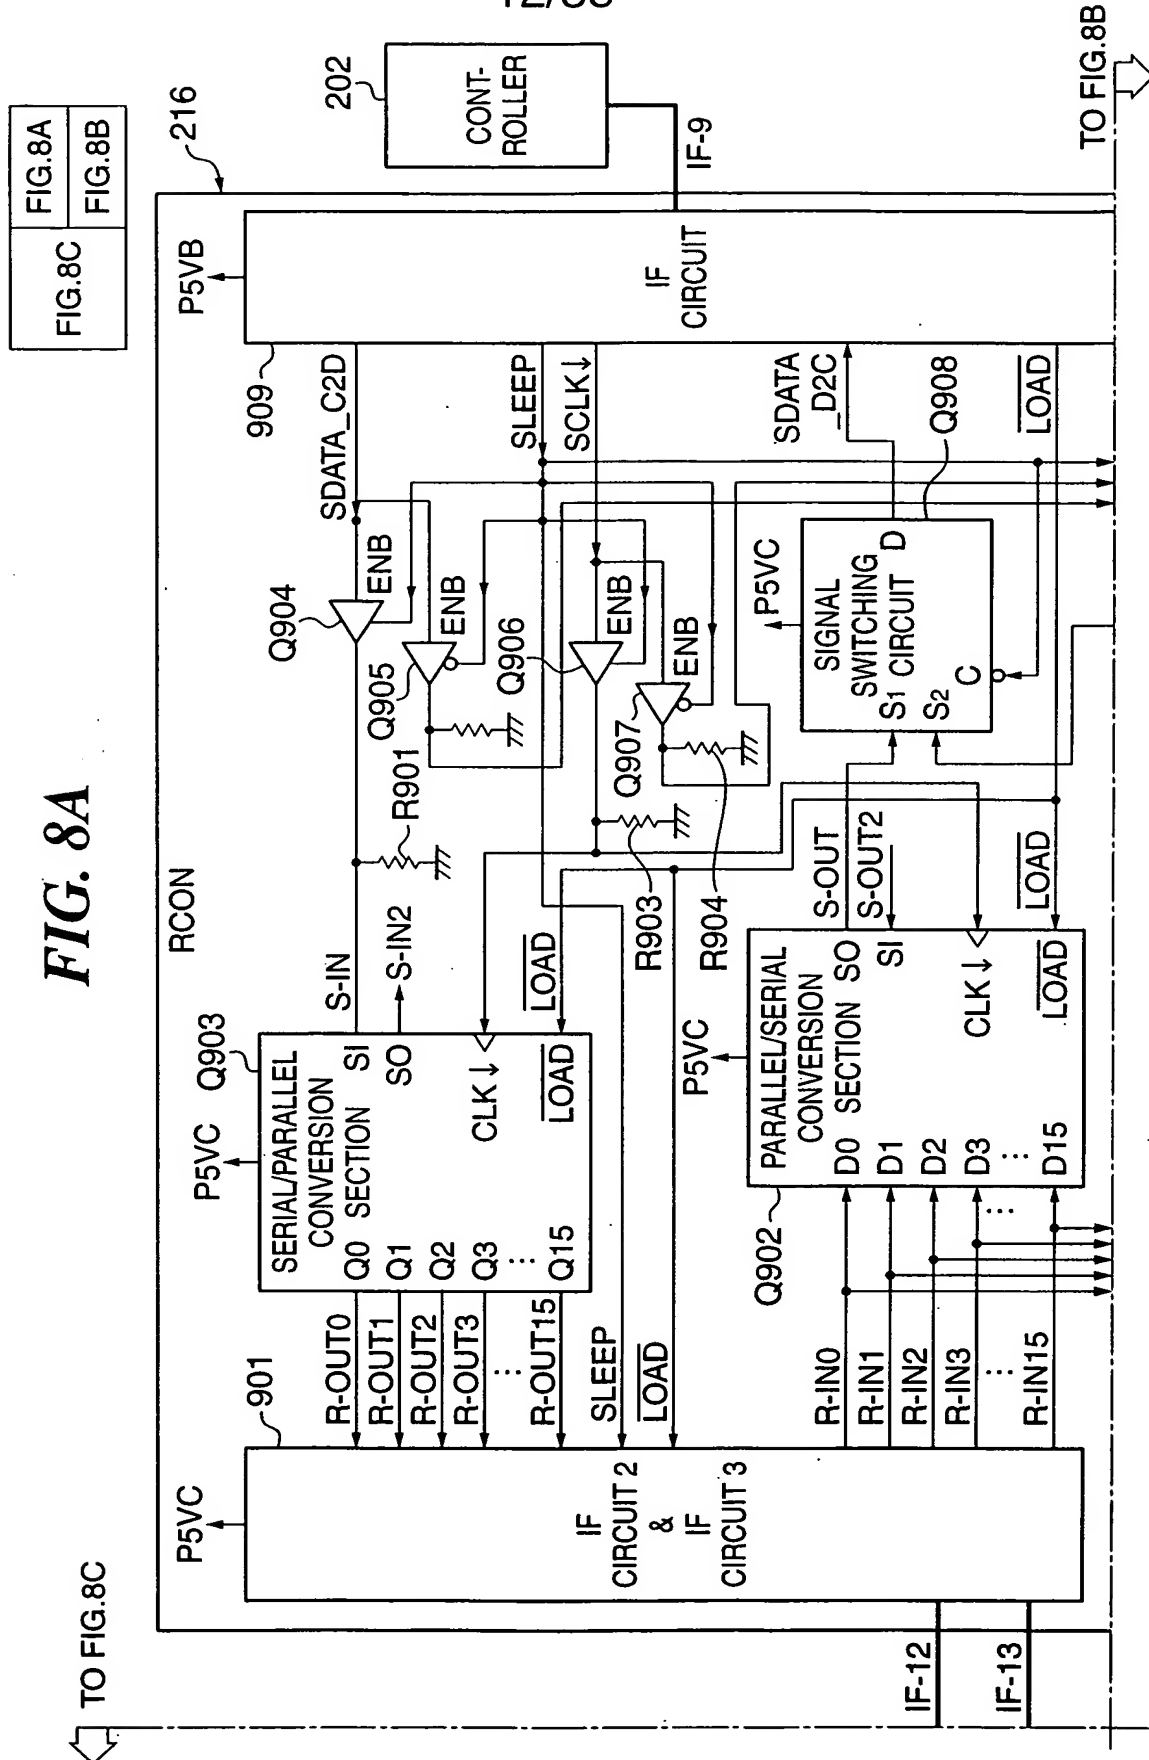 FIG. 8A
FIG.8C
FIG.8A
FIG.8B
TO FIG.8C
TO FIG.8B
RCON
216
202
CONT-
ROLLER
IF-9
P5VB
909
IF
CIRCUIT
SDATA_C2D
SLEEP
SCLK↓
SDATA
_D2C
LOAD
Q904
ENB
Q905
ENB
Q906
ENB
Q907
ENB
R901
R903
R904
Q908
P5VC
SIGNAL
SWITCHING
CIRCUIT
D
S1
S2
C
S-IN
S-IN2
LOAD
Q903
P5VC
SERIAL/PARALLEL
CONVERSION
SECTION
SI
SO
CLK↓
LOAD
Q0
Q1
Q2
Q3
...
Q15
R-OUT0
R-OUT1
R-OUT2
R-OUT3
...
R-OUT15
SLEEP
LOAD
S-OUT
S-OUT2
LOAD
P5VC
Q902
PARALLEL/SERIAL
CONVERSION
SECTION
SO
SI
CLK↓
LOAD
D0
D1
D2
D3
...
D15
...
R-IN0
R-IN1
R-IN2
R-IN3
...
R-IN15
901
P5VC
IF
CIRCUIT 2
&
IF
CIRCUIT 3
IF-12
IF-13